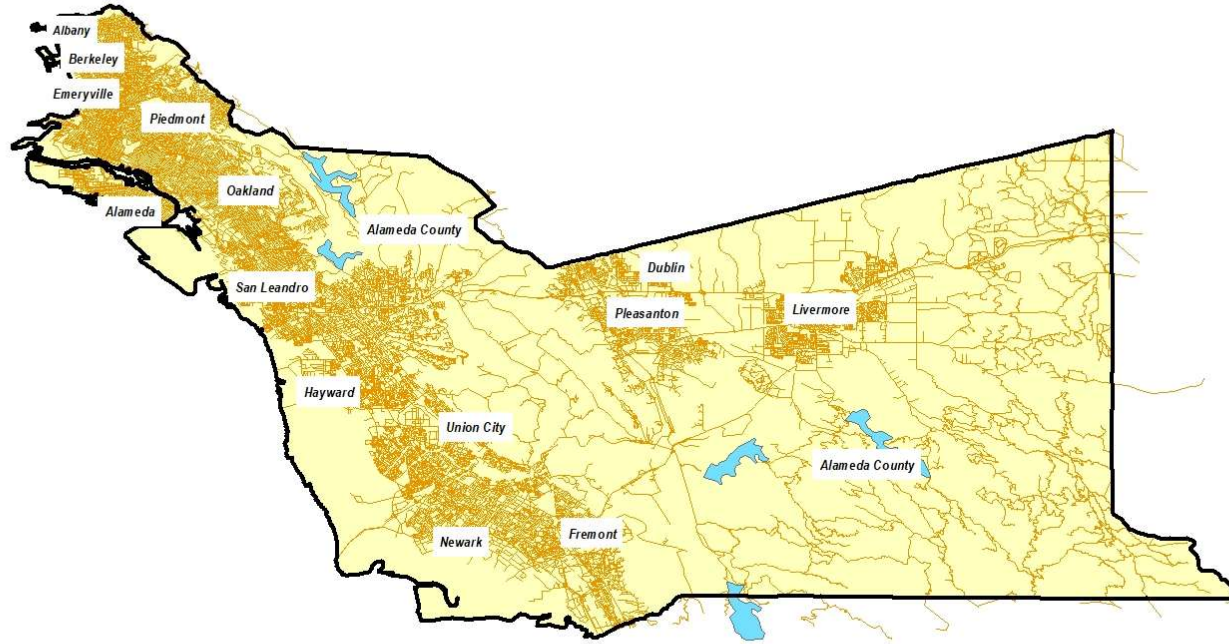 Albany
Berkeley
Emeryville
Piedmont
Oakland
Alameda
Alameda County
San Leandro
Dublin
Pleasanton
Livermore
Hayward
Union City
Alameda County
Newark
Fremont